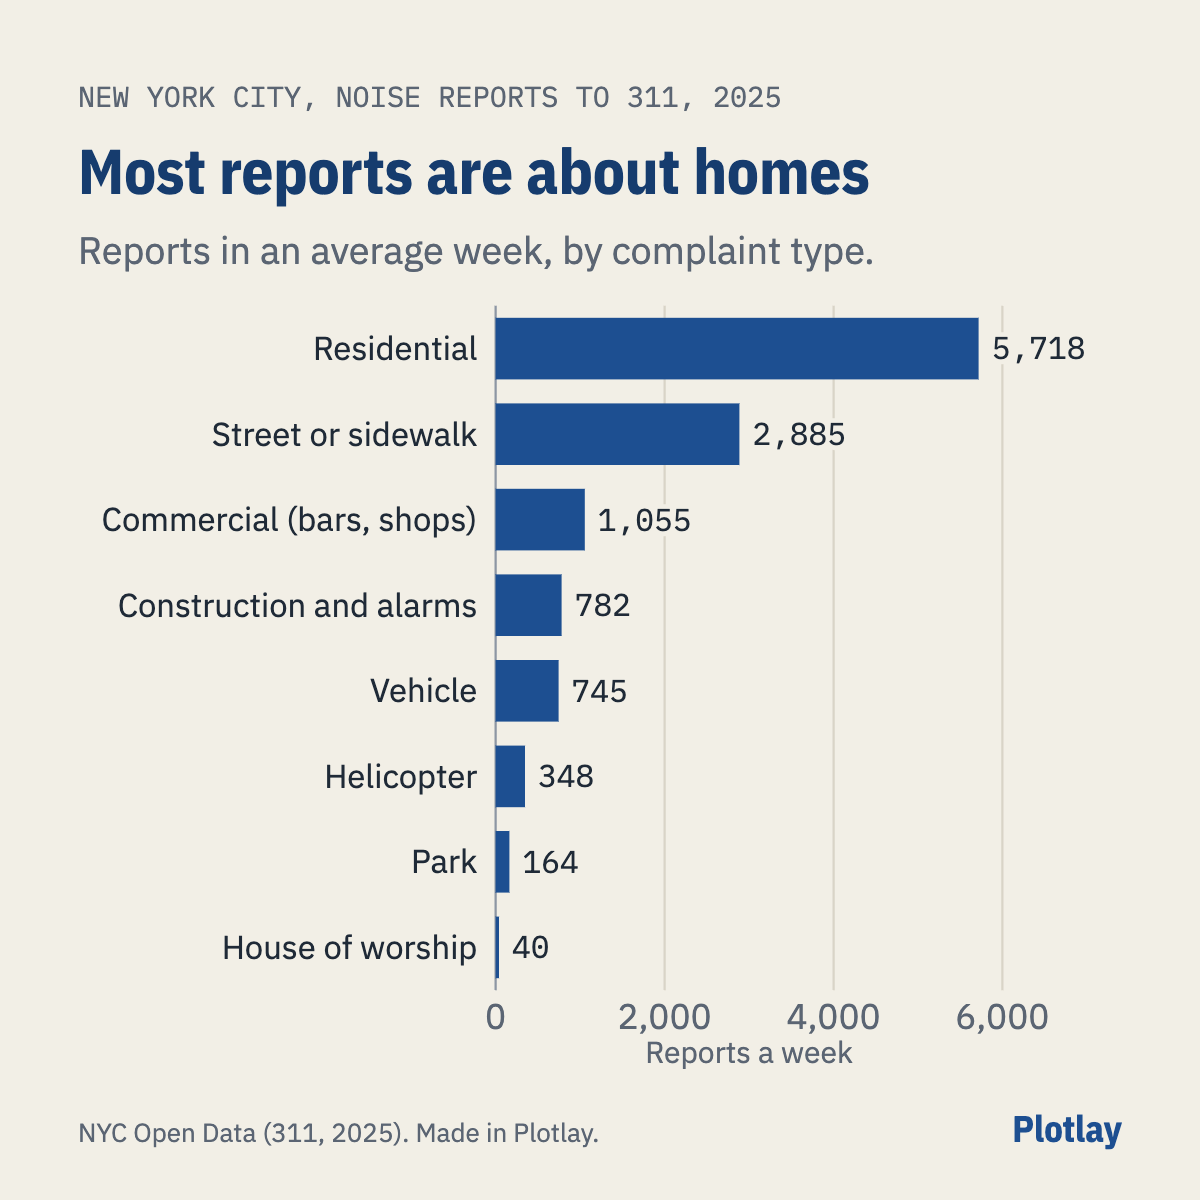 NEW YORK CITY, NOISE REPORTS TO 311, 2025
Most reports are about homes
Reports in an average week, by complaint type.
Residential 5,718
Street or sidewalk 2,885
Commercial (bars, shops) 1,055
Construction and alarms 782
Vehicle 745
Helicopter 348
Park 164
House of worship 40
0 2,000 4,000 6,000
Reports a week
NYC Open Data (311, 2025). Made in Plotlay.
Plotlay